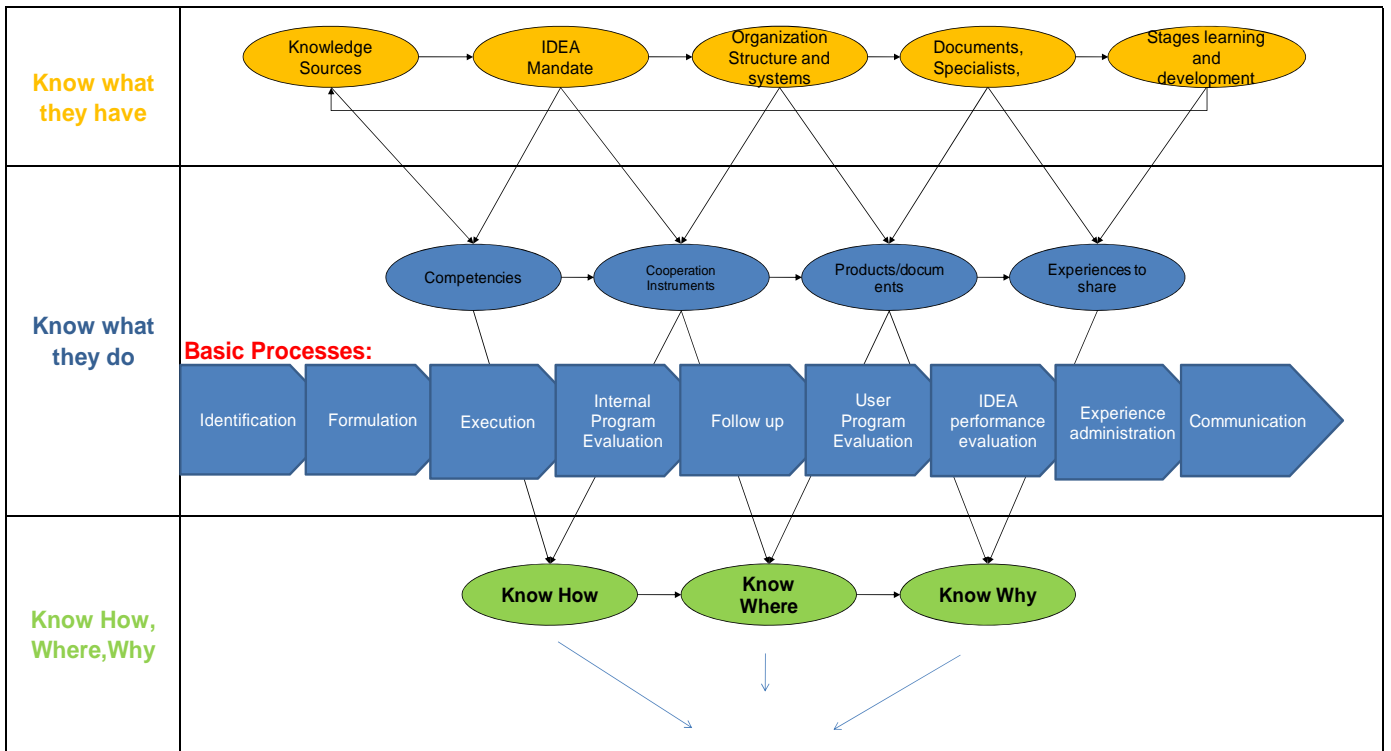 Know what
they have
Knowledge
Sources
IDEA
Mandate
Organization
Structure and
systems
Documents,
Specialists,
Stages learning
and
development
Know what
they do
Competencies
Cooperation
Instruments
Products/docum
ents
Experiences to
share
Basic Processes:
Identification
Formulation
Execution
Internal
Program
Evaluation
Follow up
User
Program
Evaluation
IDEA
performance
evaluation
Experience
administration
Communication
Know How,
Where,Why
Know How
Know
Where
Know Why